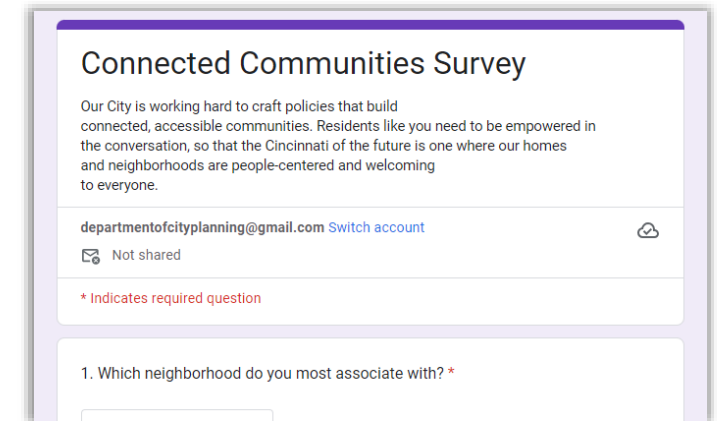 Connected Communities Survey
Our City is working hard to craft policies that build
connected, accessible communities. Residents like you need to be empowered in
the conversation, so that the Cincinnati of the future is one where our homes
and neighborhoods are people-centered and welcoming
to everyone.
departmentofcityplanning@gmail.com Switch account
Not shared
* Indicates required question
1. Which neighborhood do you most associate with? *